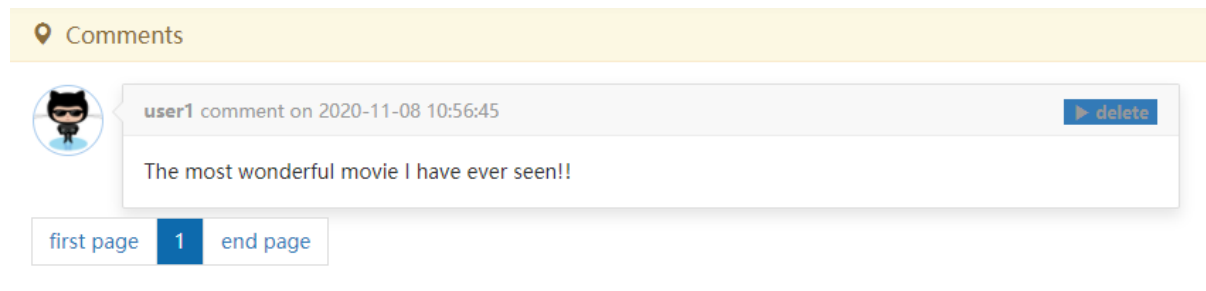 Comments
user1 comment on 2020-11-08 10:56:45
delete
The most wonderful movie I have ever seen!!
first page 1 end page